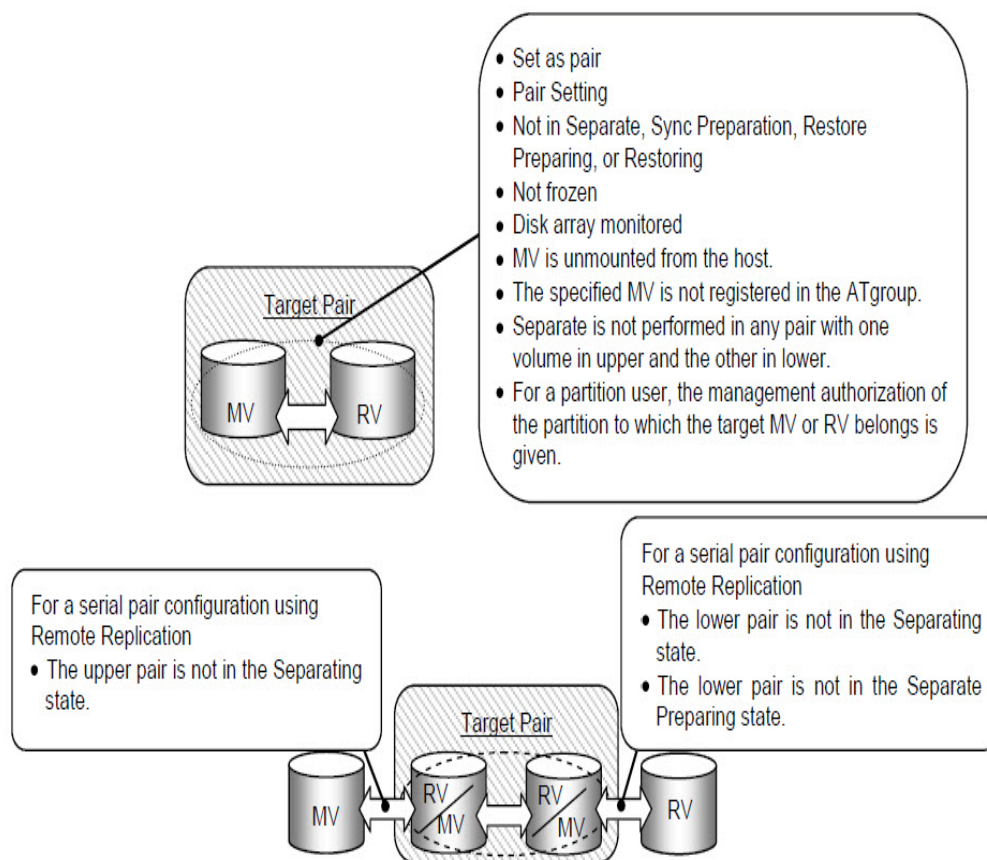 • Set as pair
• Pair Setting
• Not in Separate, Sync Preparation, Restore
Preparing, or Restoring
• Not frozen
• Disk array monitored
• MV is unmounted from the host.
• The specified MV is not registered in the ATgroup.
• Separate is not performed in any pair with one
volume in upper and the other in lower.
• For a partition user, the management authorization of
the partition to which the target MV or RV belongs is
given.
Target Pair
MV
RV
For a serial pair configuration using
Remote Replication
• The upper pair is not in the Separating
state.
For a serial pair configuration using
Remote Replication
• The lower pair is not in the Separating
state.
• The lower pair is not in the Separate
Preparing state.
Target Pair
MV
RV
MV
RV
MV
RV